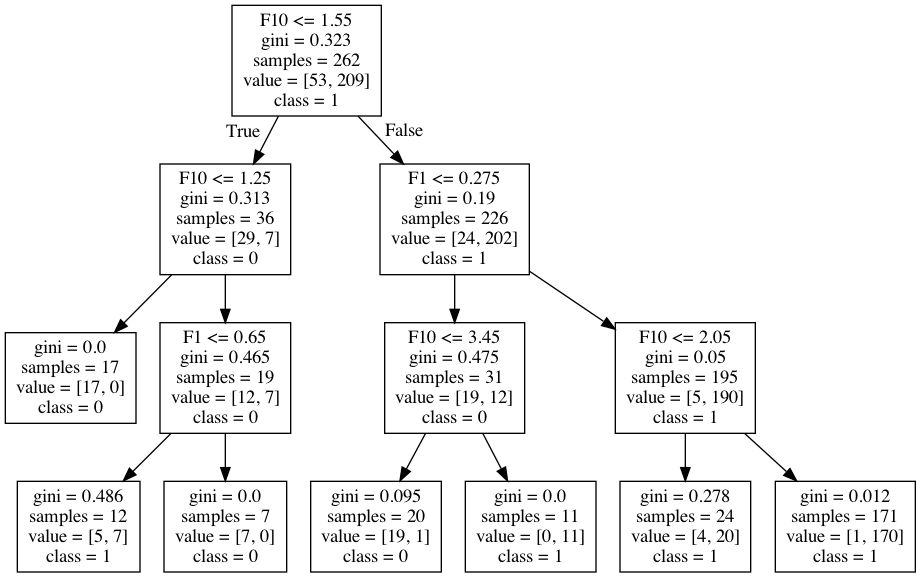 F10 <= 1.55
gini = 0.323
samples = 262
value = [53, 209]
class = 1
True
False
F10 <= 1.25
gini = 0.313
samples = 36
value = [29, 7]
class = 0
F1 <= 0.275
gini = 0.19
samples = 226
value = [24, 202]
class = 1
gini = 0.0
samples = 17
value = [17, 0]
class = 0
F1 <= 0.65
gini = 0.465
samples = 19
value = [12, 7]
class = 0
F10 <= 3.45
gini = 0.475
samples = 31
value = [19, 12]
class = 0
F10 <= 2.05
gini = 0.05
samples = 195
value = [5, 190]
class = 1
gini = 0.486
samples = 12
value = [5, 7]
class = 1
gini = 0.0
samples = 7
value = [7, 0]
class = 0
gini = 0.095
samples = 20
value = [19, 1]
class = 0
gini = 0.0
samples = 11
value = [0, 11]
class = 1
gini = 0.278
samples = 24
value = [4, 20]
class = 1
gini = 0.012
samples = 171
value = [1, 170]
class = 1